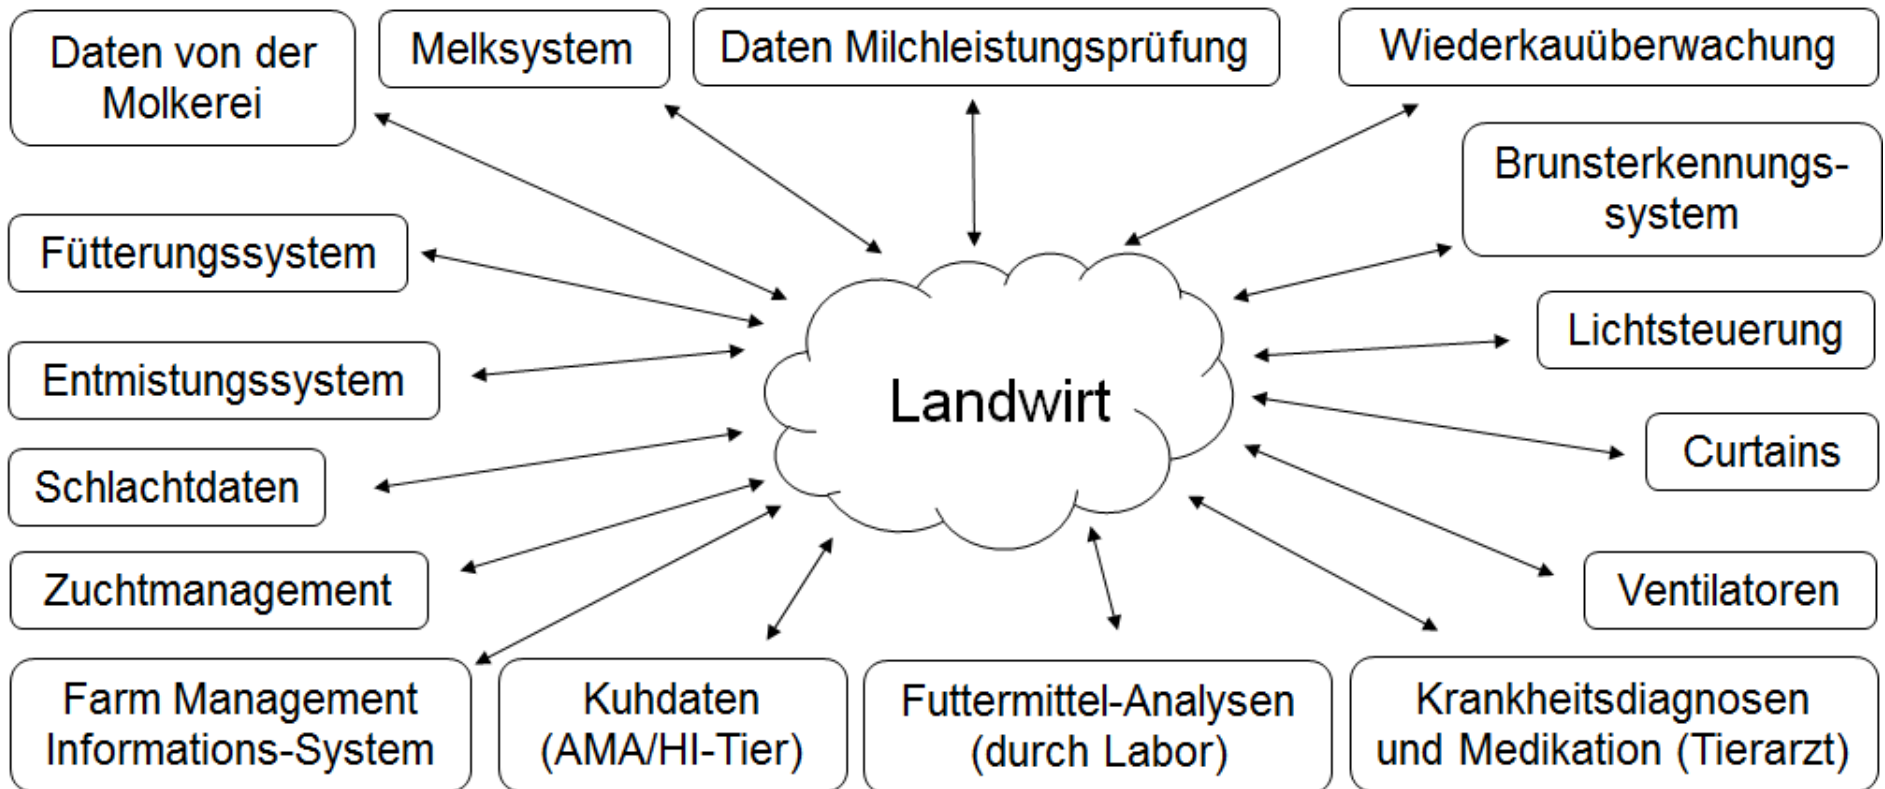 Daten von der
Molkerei
Melksystem
Daten Milchleistungsprüfung
Wiederkauüberwachung
Brunsterkennungs-
system
Fütterungssystem
Lichtsteuerung
Entmistungssystem
Landwirt
Curtains
Schlachtdaten
Zuchtmanagement
Ventilatoren
Farm Management
Informations-System
Kuhdaten
(AMA/HI-Tier)
Futtermittel-Analysen
(durch Labor)
Krankheitsdiagnosen
und Medikation (Tierarzt)